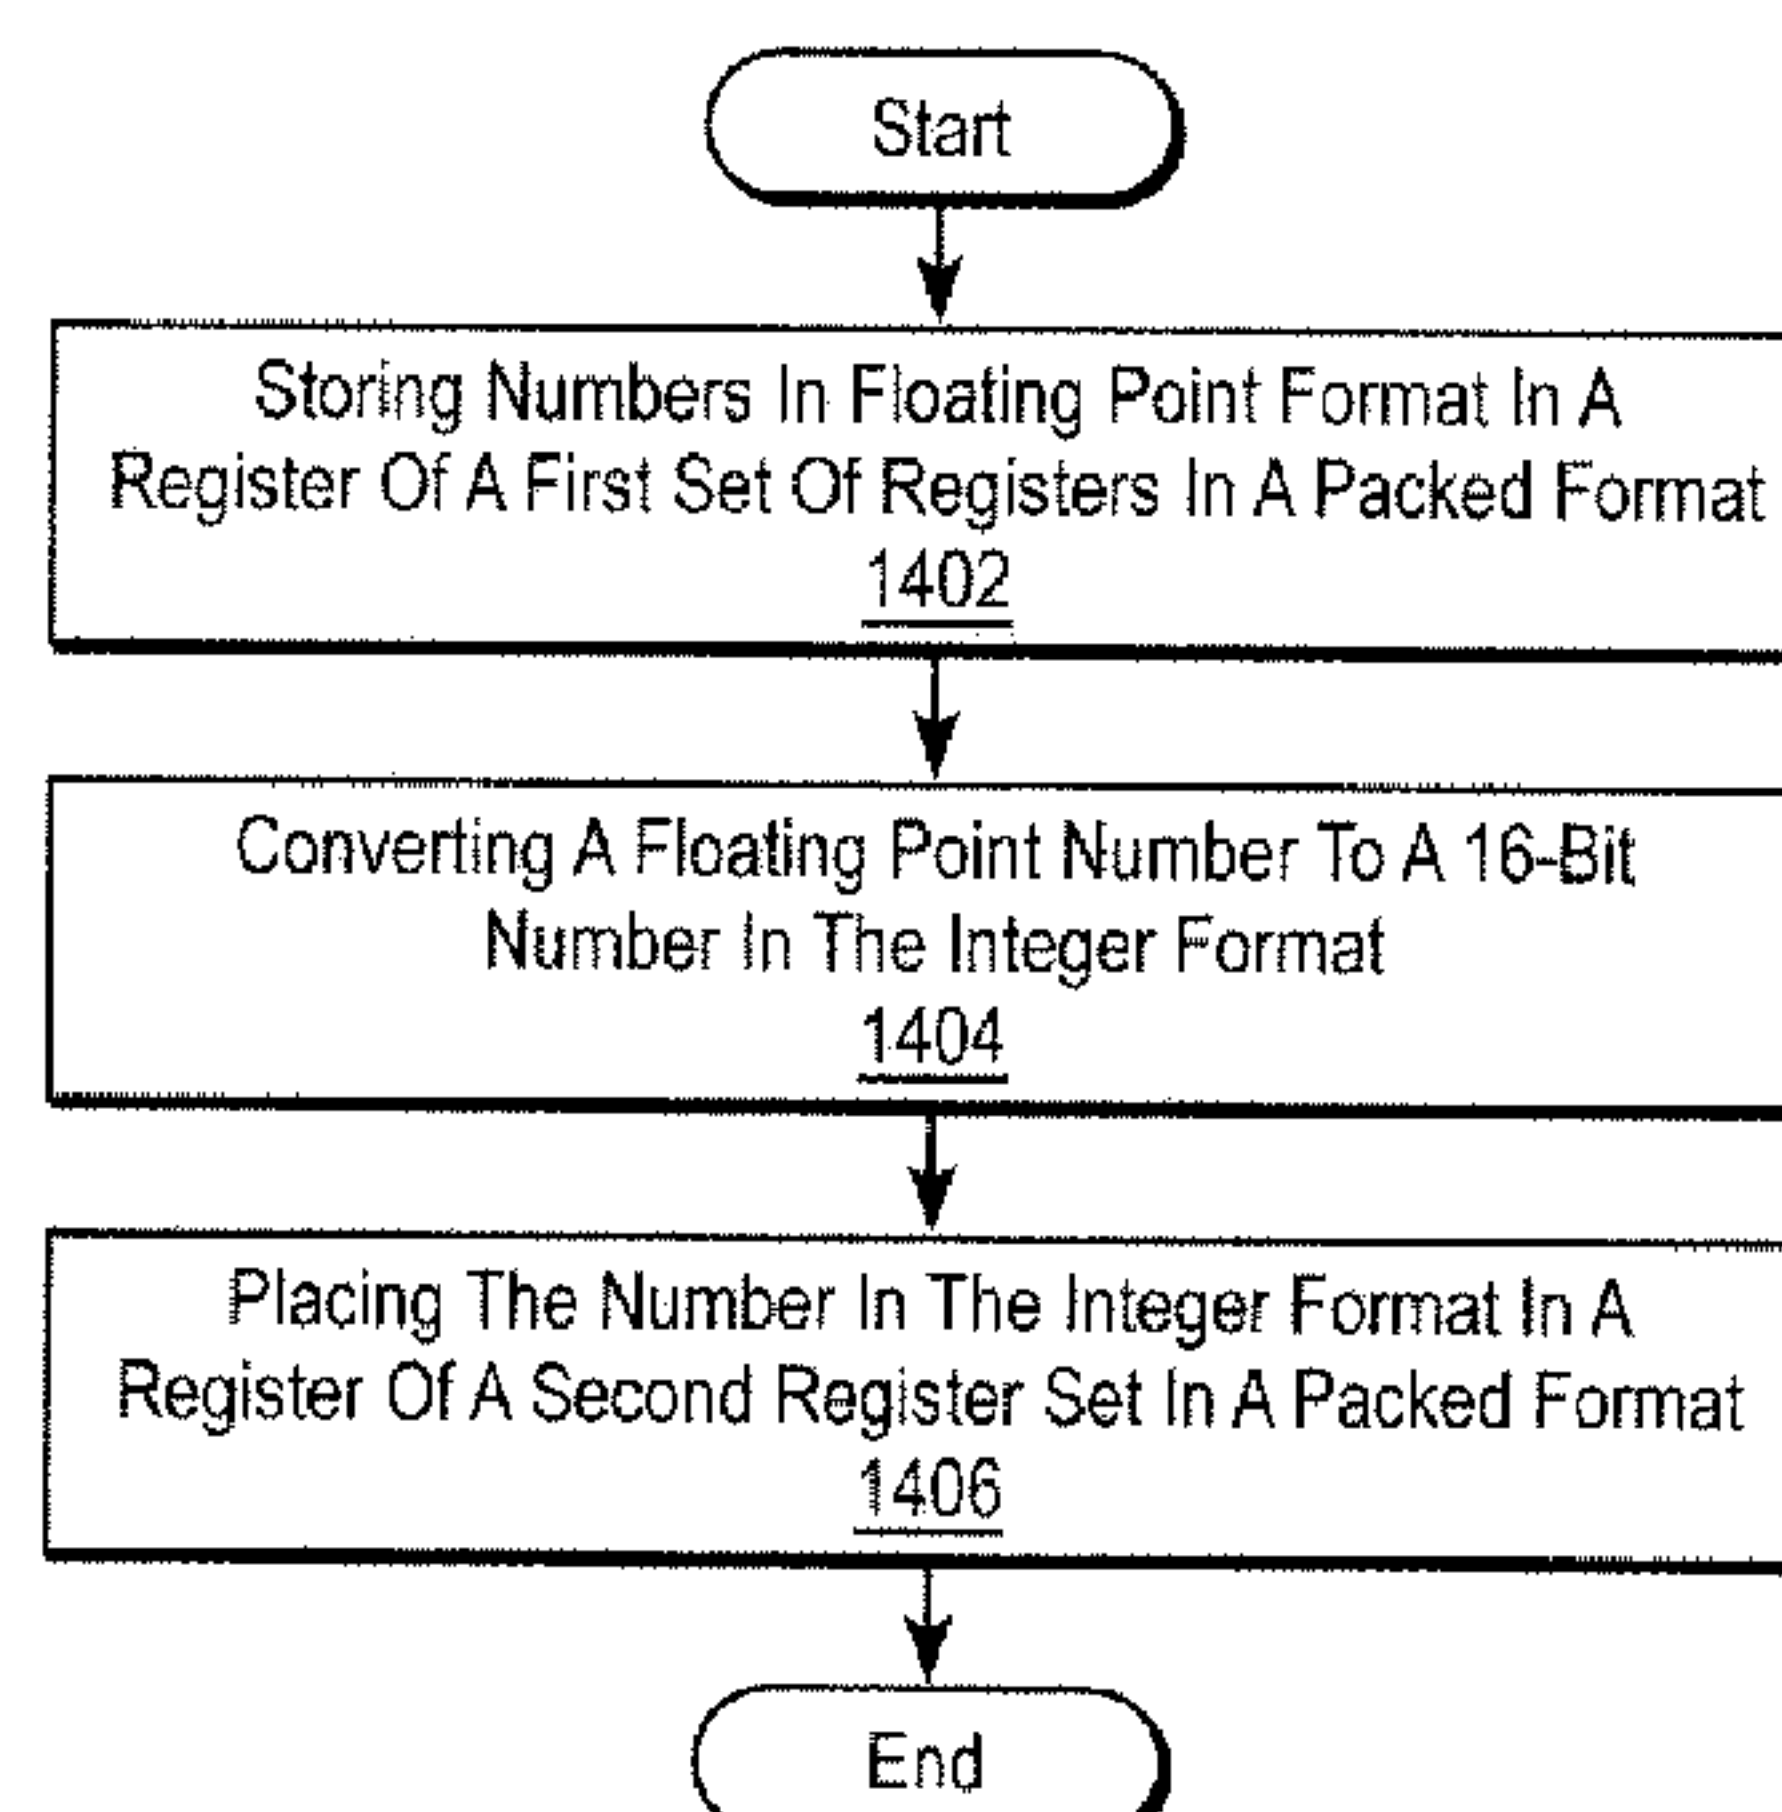 Start
Storing Numbers In Floating Point Format In A
Register Of A First Set Of Registers In A Packed Format
1402
Converting A Floating Point Number To A 16-Bit
Number In The Integer Format
1404
Placing The Number In The Integer Format In A
Register Of A Second Register Set In A Packed Format
1406
End